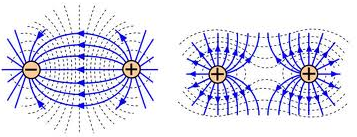 − + + +